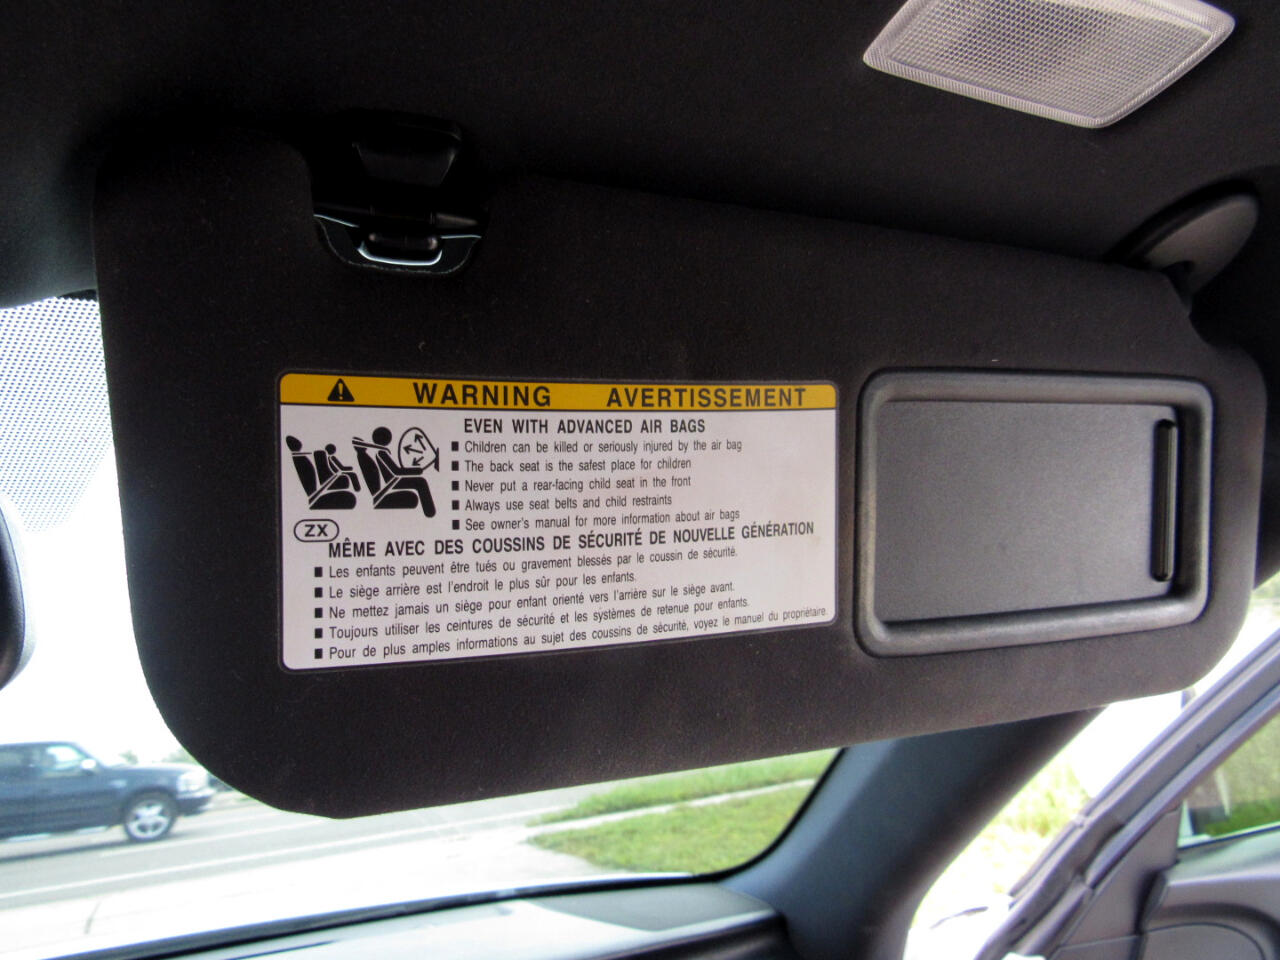 WARNING AVERTISSEMENT
EVEN WITH ADVANCED AIR BAGS
■ Children can be killed or seriously injured by the air bag
■ The back seat is the safest place for children
■ Never put a rear-facing child seat in the front
■ Always use seat belts and child restraints
■ See owner's manual for more information about air bags
ZX
MÊME AVEC DES COUSSINS DE SÉCURITÉ DE NOUVELLE GÉNÉRATION
■ Les enfants peuvent être tués ou gravement blessés par le coussin de sécurité.
■ Le siège arrière est l'endroit le plus sûr pour les enfants.
■ Ne mettez jamais un siège pour enfant orienté vers l'arrière sur le siège avant.
■ Toujours utiliser les ceintures de sécurité et les systèmes de retenue pour enfants.
■ Pour de plus amples informations au sujet des coussins de sécurité, voyez le manuel du propriétaire.